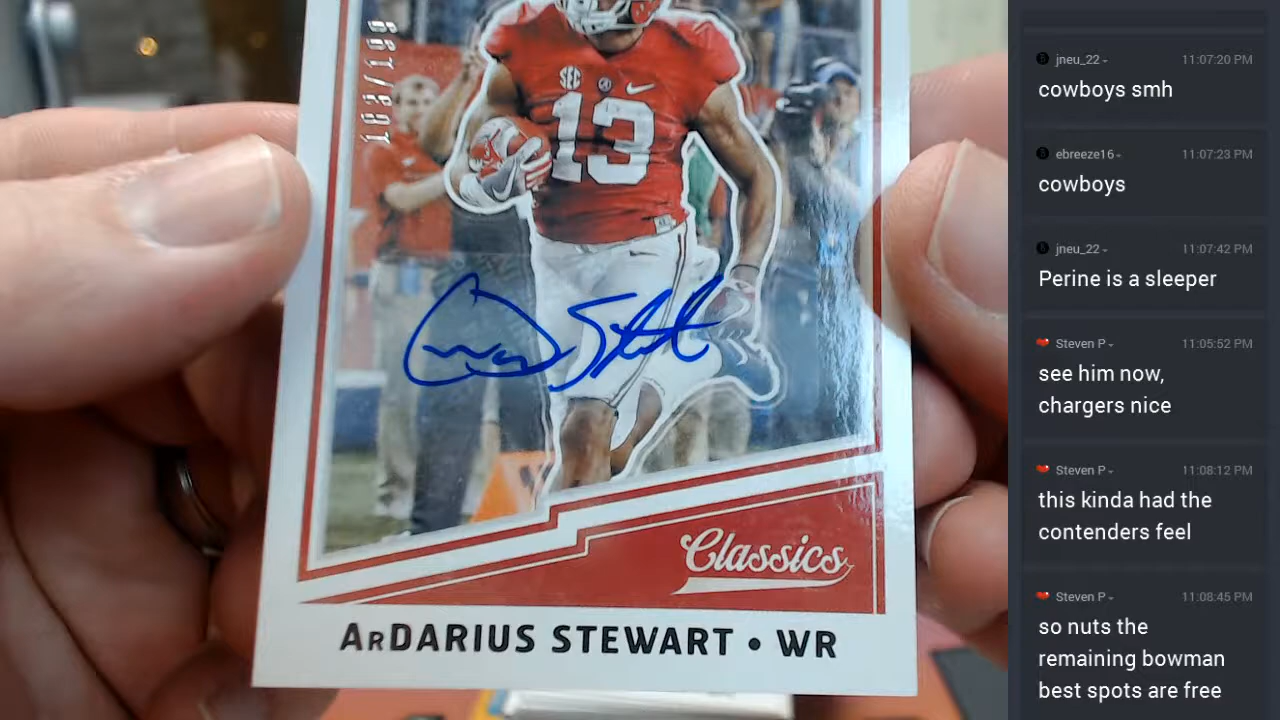 183/199
SEC
13
Classics
ArDARIUS STEWART • WR
jneu_22 11:07:20 PM
cowboys smh
ebreeze16 11:07:23 PM
cowboys
jneu_22 11:07:42 PM
Perine is a sleeper
Steven P 11:05:52 PM
see him now,
chargers nice
Steven P 11:08:12 PM
this kinda had the
contenders feel
Steven P 11:08:45 PM
so nuts the
remaining bowman
best spots are free